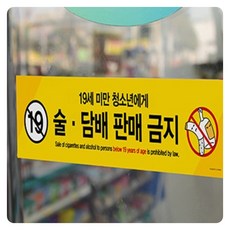 19세 미만 청소년에게
19 술·담배 판매 금지
Sale of cigarettes and alcohol to persons below 19 years of age is prohibited by law.